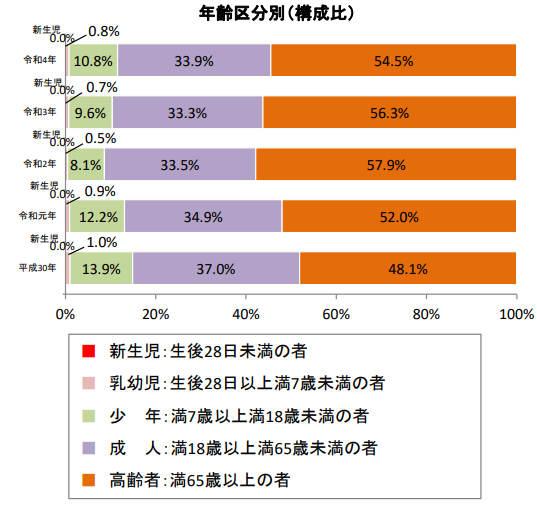 年齢区分別（構成比）
新生児
0.0%
0.8%
令和4年
10.8%
33.9%
54.5%
新生児
0.0%
0.7%
令和3年
9.6%
33.3%
56.3%
新生児
0.0%
0.5%
令和2年
8.1%
33.5%
57.9%
新生児
0.0%
0.9%
令和元年
12.2%
34.9%
52.0%
新生児
0.0%
1.0%
平成30年
13.9%
37.0%
48.1%
0% 20% 40% 60% 80% 100%
新生児：生後28日未満の者
乳幼児：生後28日以上満7歳未満の者
少　年：満7歳以上満18歳未満の者
成　人：満18歳以上満65歳未満の者
高齢者：満65歳以上の者